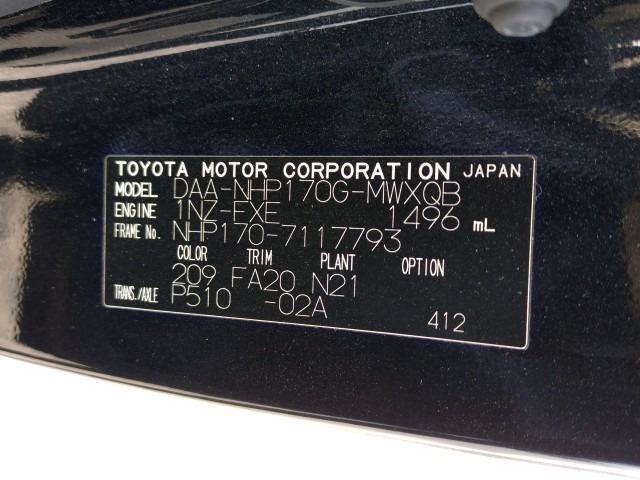 TOYOTA MOTOR CORPORATION JAPAN
MODEL DAA-NHP170G-MWXQB
ENGINE 1NZ-FXE 1496 mL
FRAME No. NHP170-7117793
COLOR TRIM PLANT OPTION
209 FA20 N21
TRANS./AXLE P510 -02A
412